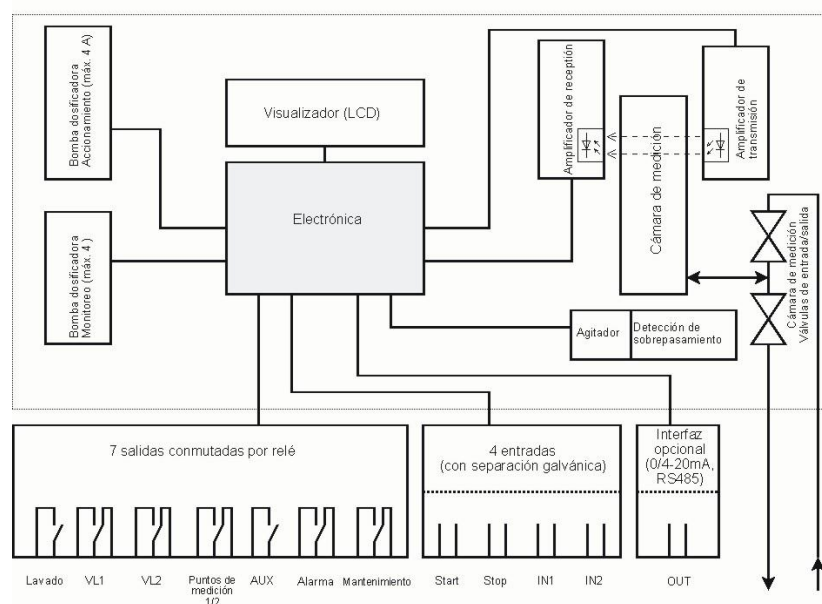 Bomba dosificadora
Accionamiento (máx. 4 A)
Visualizador (LCD)
Amplificador de reception
Cámara de medición
Amplificador de
transmisión
Bomba dosificadora
Monitoreo (máx. 4.)
Electrónica
Cámara de medición
Válvulas de entrada/salida
Agitador
Detección de
sobrepasamiento
7 salidas conmutadas por relé
4 entradas
(con separación galvánica)
Interfaz
opcional
(0/4-20mA,
RS485)
Lavado
VL1
VL2
Puntos de
medición
1/2
AUX
Alarma
Mantenimiento
Start
Stop
IN1
IN2
OUT